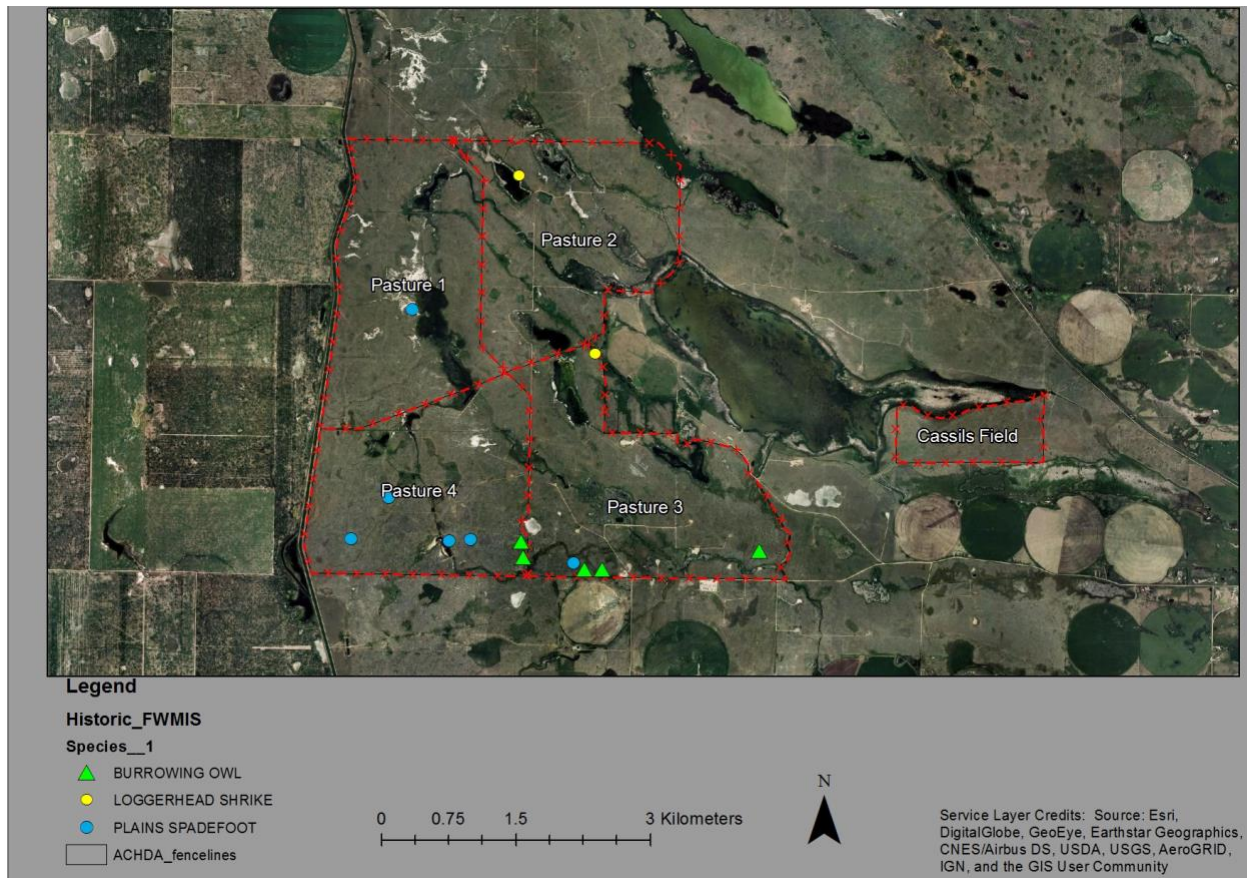 Pasture 2
Pasture 1
Cassils Field
Pasture 4
Pasture 3
Legend
Historic_FWMIS
Species__1
BURROWING OWL
LOGGERHEAD SHRIKE
PLAINS SPADEFOOT
ACHDA_fencelines
0 0.75 1.5 3 Kilometers
N
Service Layer Credits: Source: Esri,
DigitalGlobe, GeoEye, Earthstar Geographics,
CNES/Airbus DS, USDA, USGS, AeroGRID,
IGN, and the GIS User Community